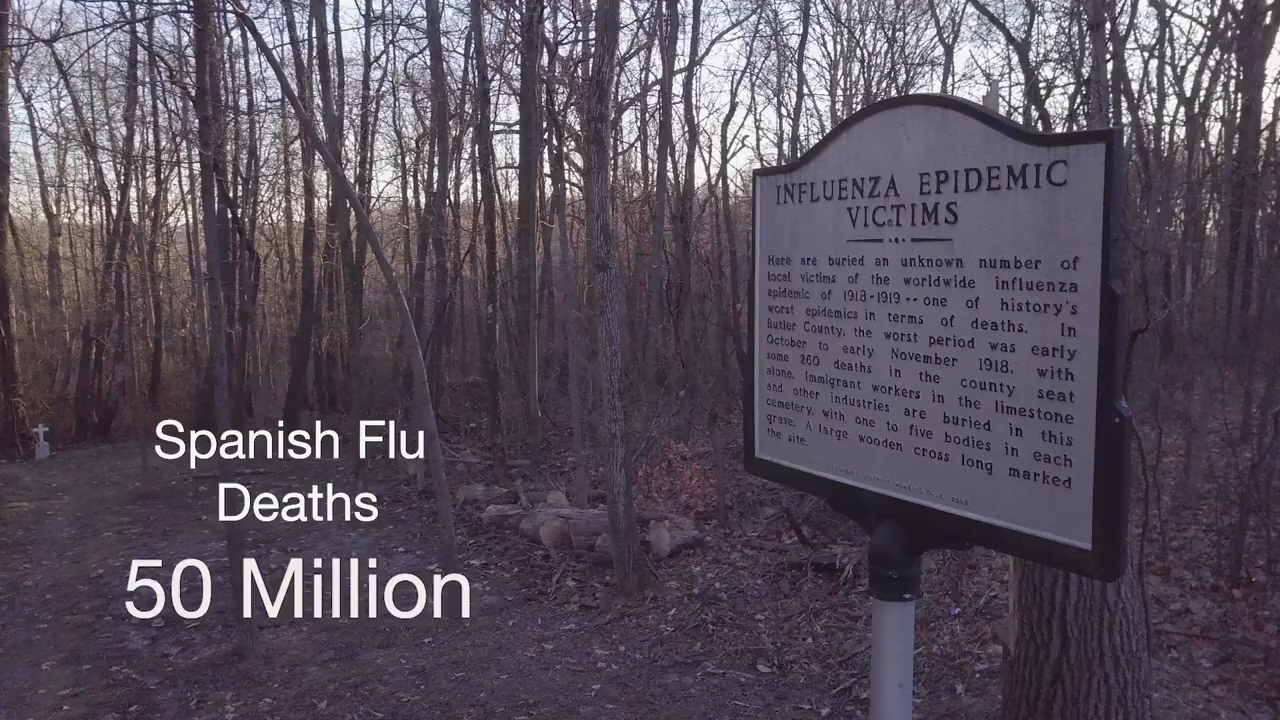 INFLUENZA EPIDEMIC
VICTIMS
Here are buried an unknown number of
local victims of the worldwide influenza
epidemic of 1918-1919 -- one of history's
worst epidemics in terms of deaths. In
Butler County, the worst period was early
October to early November 1918, with
some 260 deaths in the county seat
alone. Immigrant workers in the limestone
and other industries are buried in this
cemetery, with one to five bodies in each
grave. A large wooden cross long marked
the site.
Spanish Flu
Deaths
50 Million